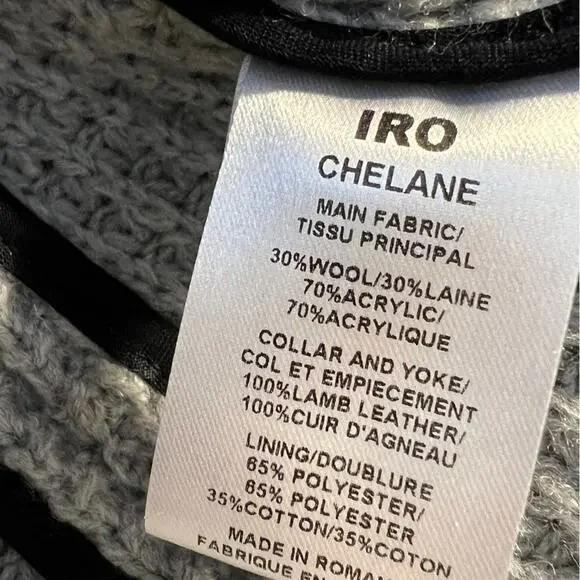 IRO
CHELANE
MAIN FABRIC/
TISSU PRINCIPAL
30%WOOL/30%LAINE
70%ACRYLIC/
70%ACRYLIQUE
COLLAR AND YOKE/
COL ET EMPIECEMENT
100%LAMB LEATHER/
100%CUIR D'AGNEAU
LINING/DOUBLURE
65% POLYESTER/
65% POLYESTER
35%COTTON/35%COTON
MADE IN
FABRIQUE EN